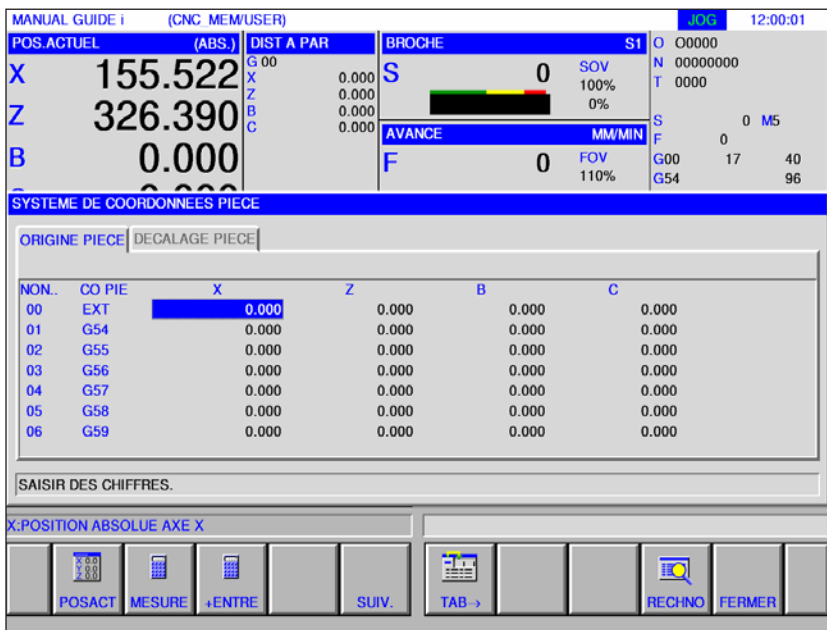 MANUAL GUIDE i (CNC_MEM/USER) JOG 12:00:01
POS.ACTUEL (ABS.) DIST A PAR BROCHE S1 O O0000
G 00 N 00000000
X 155.522 X 0.000 S 0 SOV T 0000
Z 0.000 100%
Z 326.390 B 0.000 0%
C 0.000 S 0 M5
AVANCE MM/MIN F 0
B 0.000 F 0 FOV G00 17 40
110% G54 96
SYSTEME DE COORDONNEES PIECE
ORIGINE PIECE DECALAGE PIECE
NON.. CO PIE X Z B C
00 EXT 0.000 0.000 0.000 0.000
01 G54 0.000 0.000 0.000 0.000
02 G55 0.000 0.000 0.000 0.000
03 G56 0.000 0.000 0.000 0.000
04 G57 0.000 0.000 0.000 0.000
05 G58 0.000 0.000 0.000 0.000
06 G59 0.000 0.000 0.000 0.000
SAISIR DES CHIFFRES.
X:POSITION ABSOLUE AXE X
POSACT MESURE +ENTRE SUIV. TAB→ RECHNO FERMER